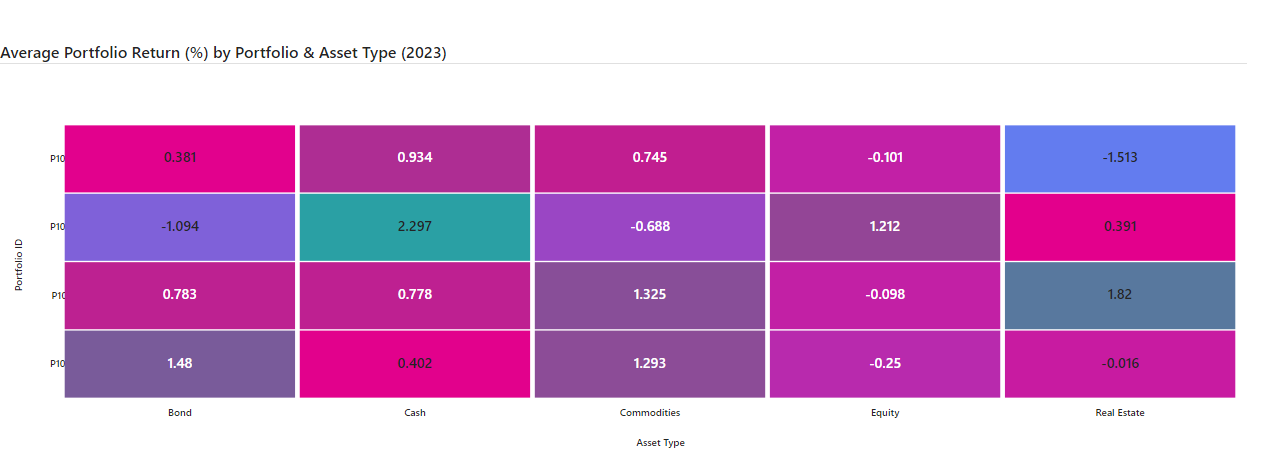 Average Portfolio Return (%) by Portfolio & Asset Type (2023)
P10 0.381 0.934 0.745 -0.101 -1.513
P10 -1.094 2.297 -0.688 1.212 0.391
P10 0.783 0.778 1.325 -0.098 1.82
P10 1.48 0.402 1.293 -0.25 -0.016
Portfolio ID
Bond Cash Commodities Equity Real Estate
Asset Type